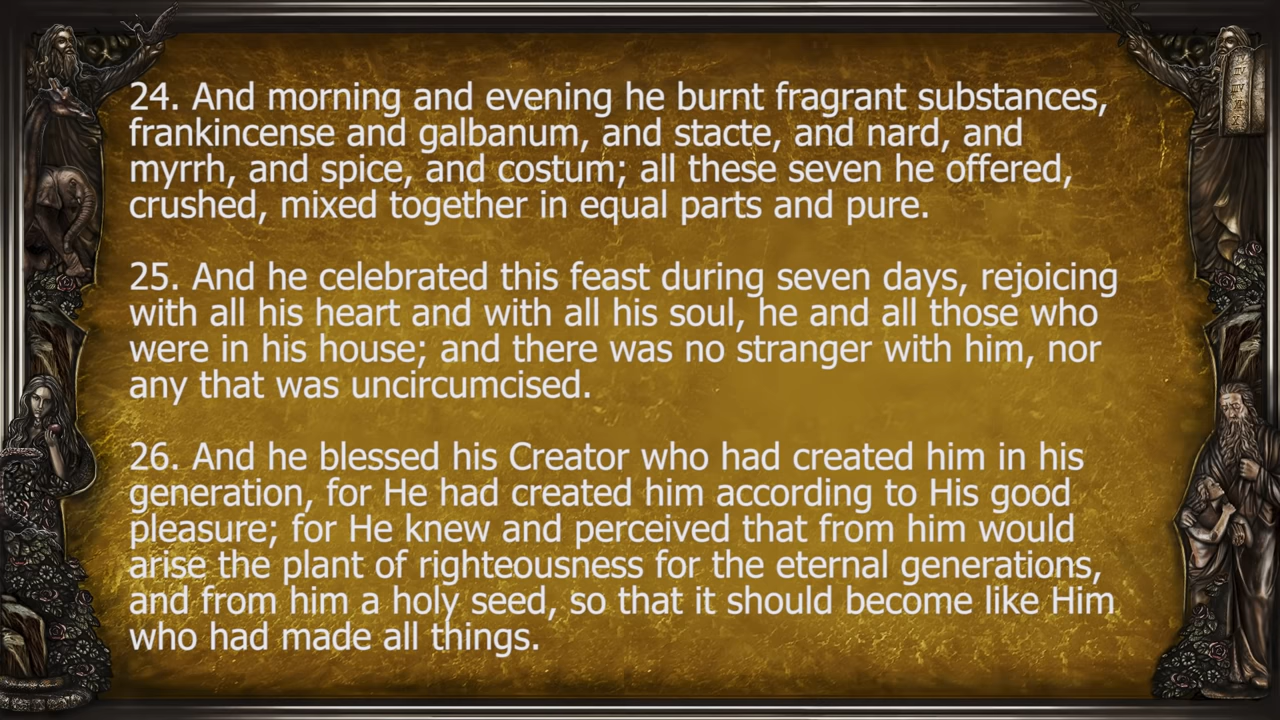 24. And morning and evening he burnt fragrant substances,
frankincense and galbanum, and stacte, and nard, and
myrrh, and spice, and costum; all these seven he offered,
crushed, mixed together in equal parts and pure.
25. And he celebrated this feast during seven days, rejoicing
with all his heart and with all his soul, he and all those who
were in his house; and there was no stranger with him, nor
any that was uncircumcised.
26. And he blessed his Creator who had created him in his
generation, for He had created him according to His good
pleasure; for He knew and perceived that from him would
arise the plant of righteousness for the eternal generations,
and from him a holy seed, so that it should become like Him
who had made all things.